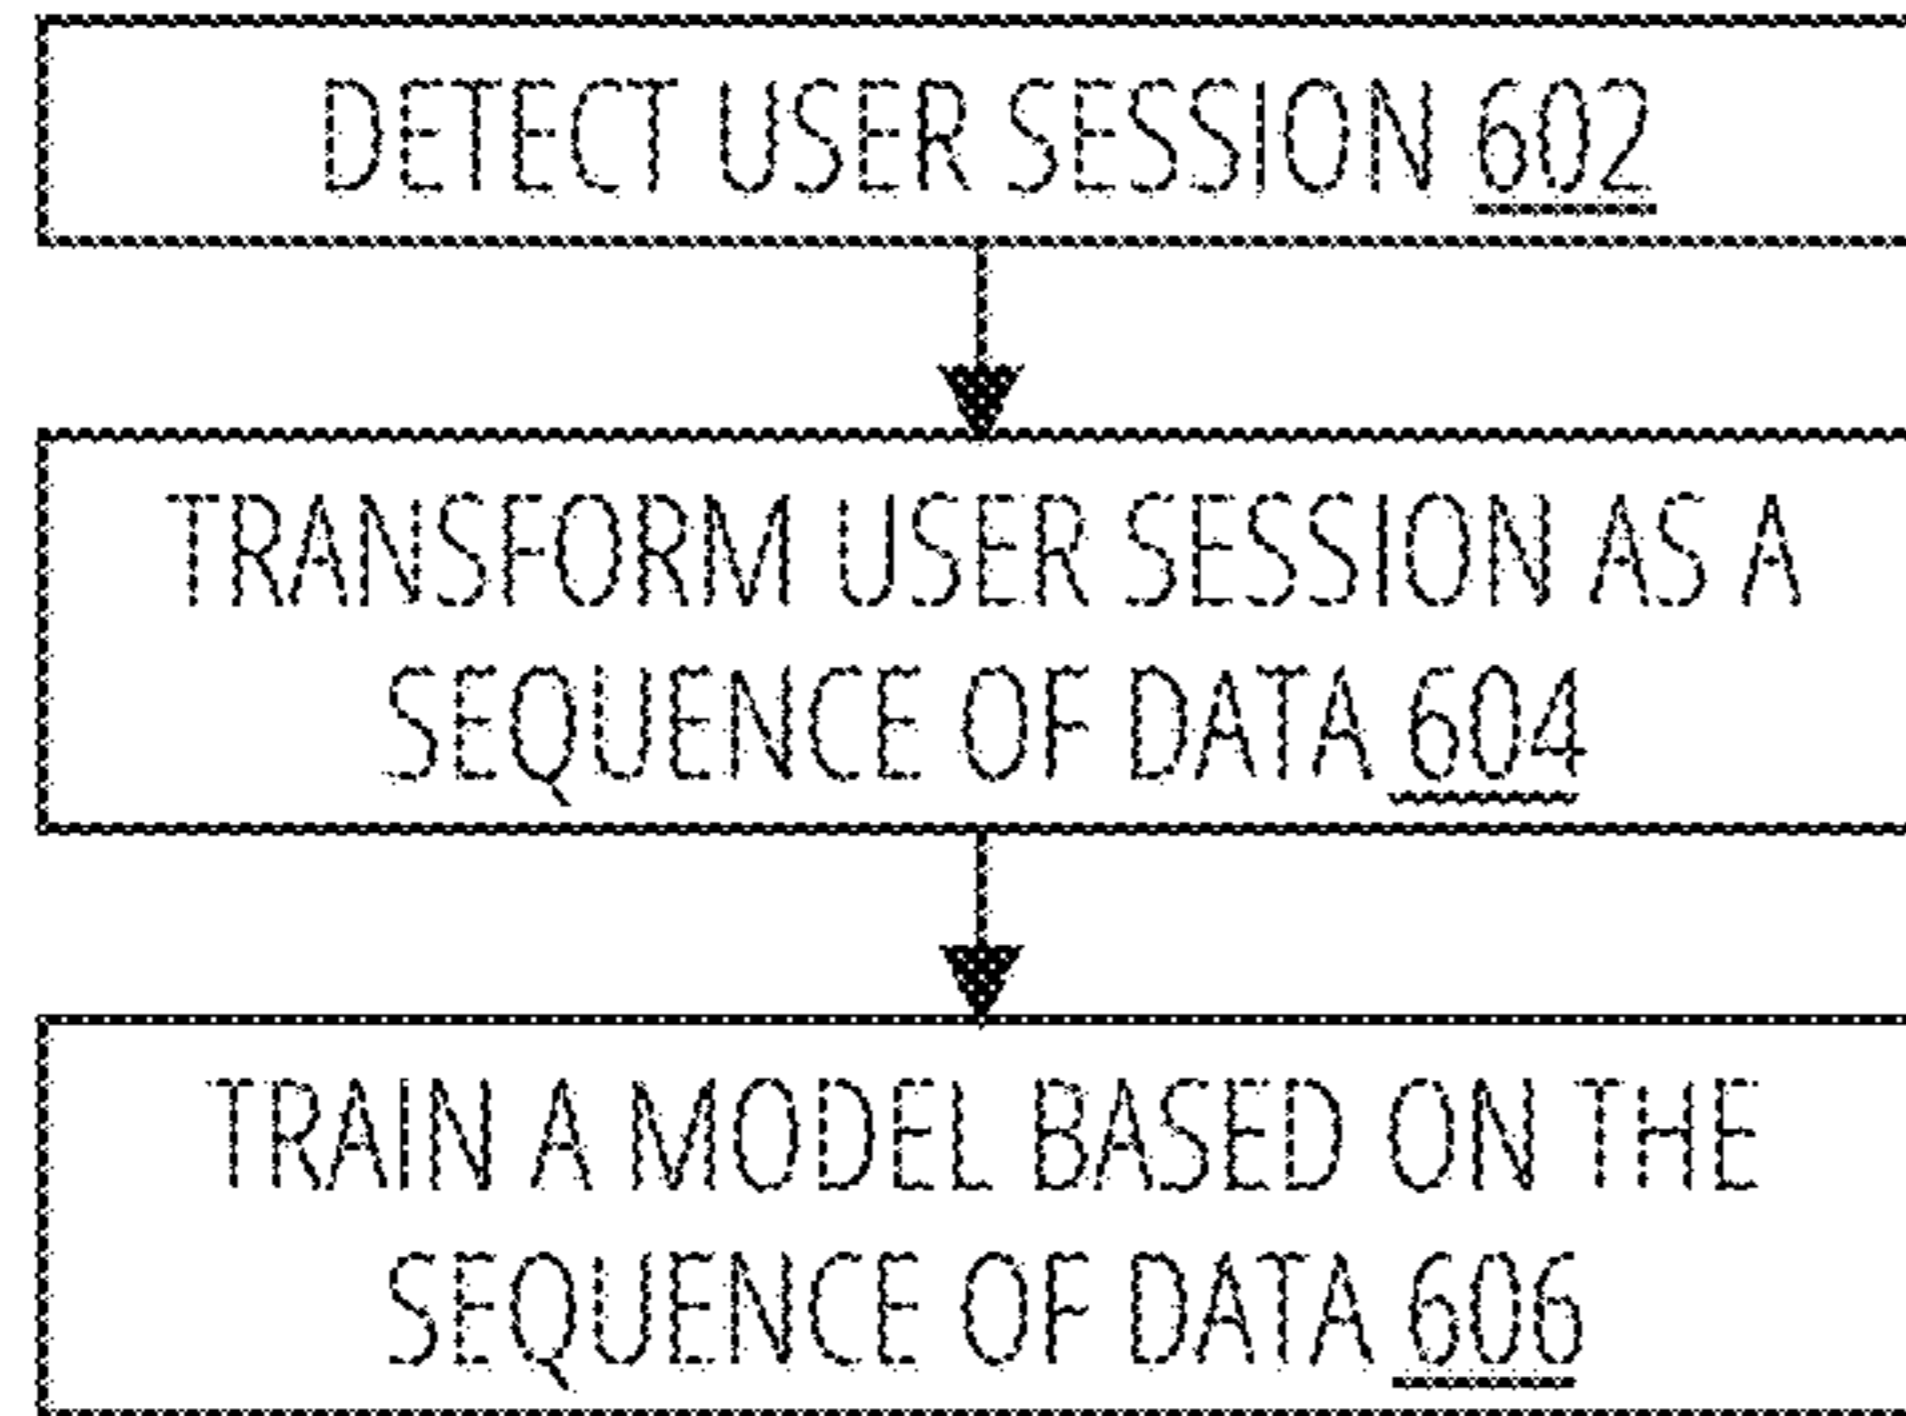 DETECT USER SESSION 602
TRANSFORM USER SESSION AS A
SEQUENCE OF DATA 604
TRAIN A MODEL BASED ON THE
SEQUENCE OF DATA 606